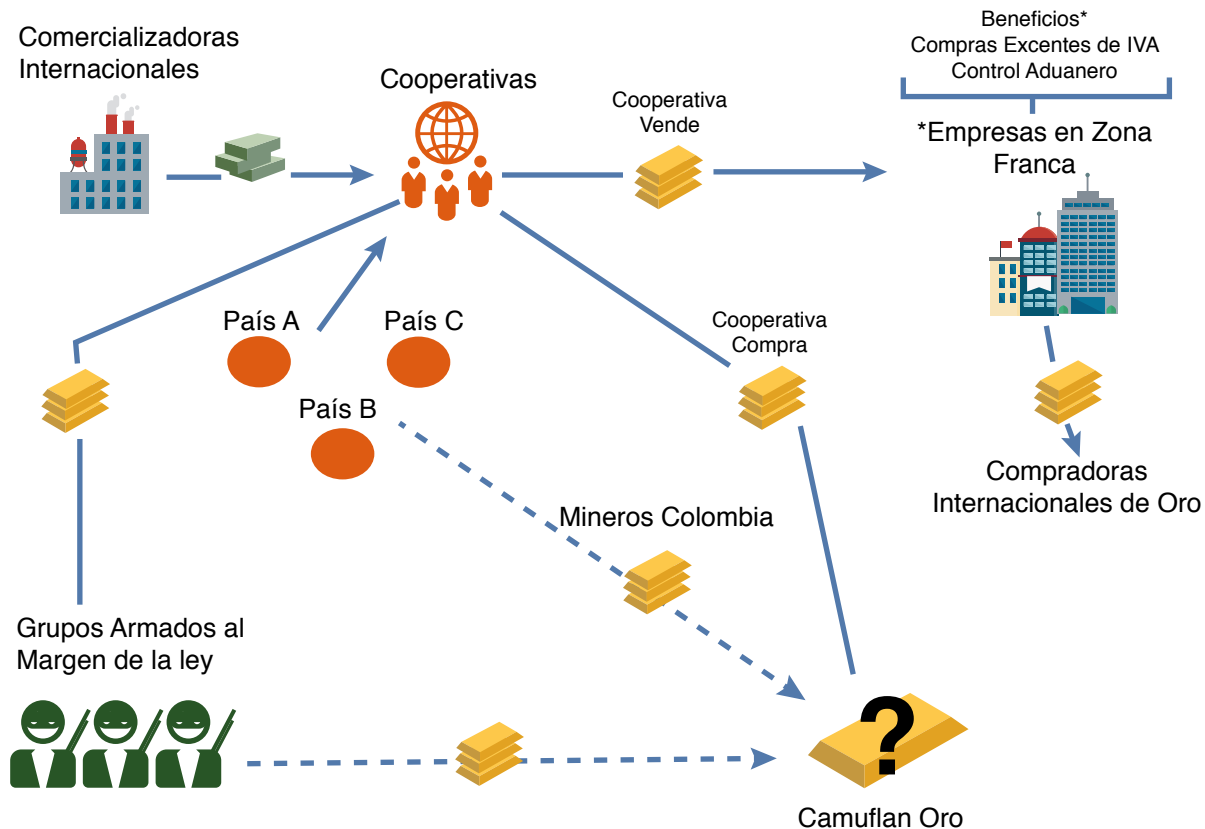 Comercializadoras
Internacionales
Cooperativas
Cooperativa
Vende
Beneficios*
Compras Excentes de IVA
Control Aduanero
*Empresas en Zona
Franca
País A
País C
País B
Cooperativa
Compra
Compradoras
Internacionales de Oro
Mineros Colombia
Grupos Armados al
Margen de la ley
?
Camuflan Oro